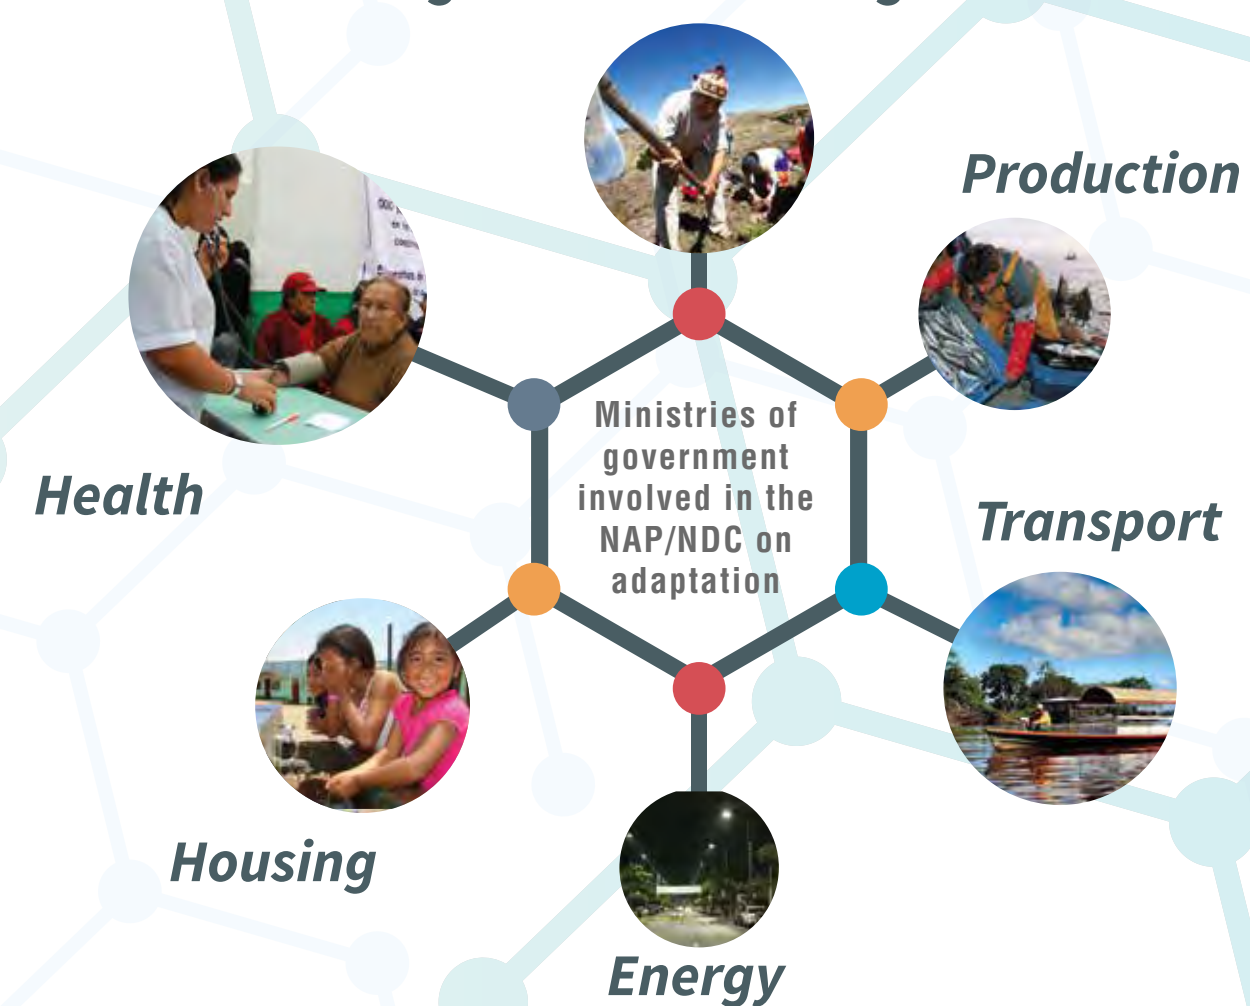 Production
Health
Ministries of
government
involved in the
NAP/NDC on
adaptation
Transport
Housing
Energy